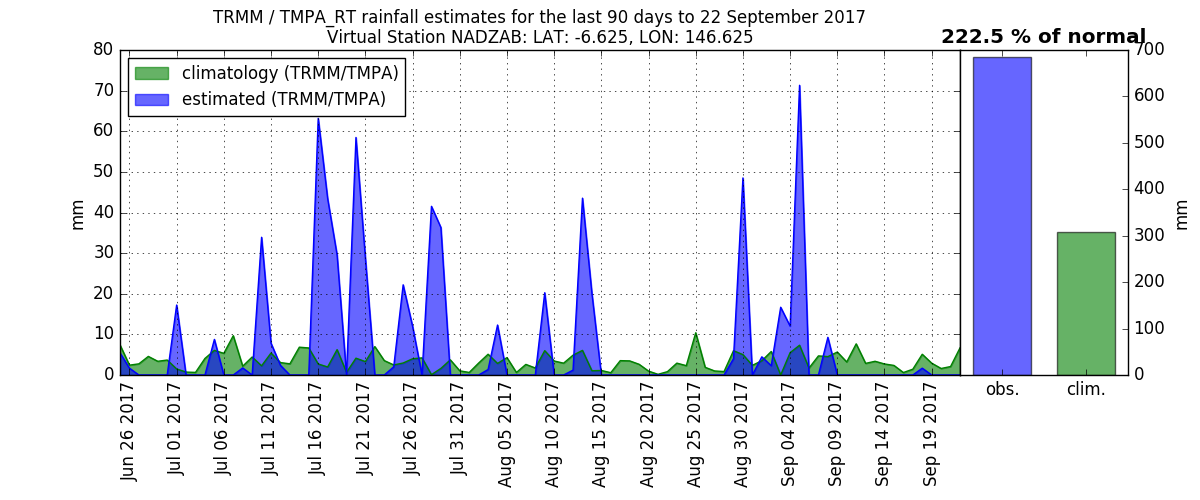 TRMM / TMPA_RT rainfall estimates for the last 90 days to 22 September 2017
Virtual Station NADZAB: LAT: -6.625, LON: 146.625
222.5 % of normal
climatology (TRMM/TMPA)
estimated (TRMM/TMPA)
80
70
60
50
40
30
20
10
0
mm
Jun 26 2017
Jul 01 2017
Jul 06 2017
Jul 11 2017
Jul 16 2017
Jul 21 2017
Jul 26 2017
Jul 31 2017
Aug 05 2017
Aug 10 2017
Aug 15 2017
Aug 20 2017
Aug 25 2017
Aug 30 2017
Sep 04 2017
Sep 09 2017
Sep 14 2017
Sep 19 2017
700
600
500
400
300
200
100
0
mm
obs.
clim.